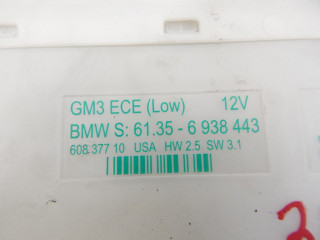 GM3 ECE (Low) 12V
BMW S: 61.35 - 6 938 443
608.377 10 USA HW 2.5 SW 3.1